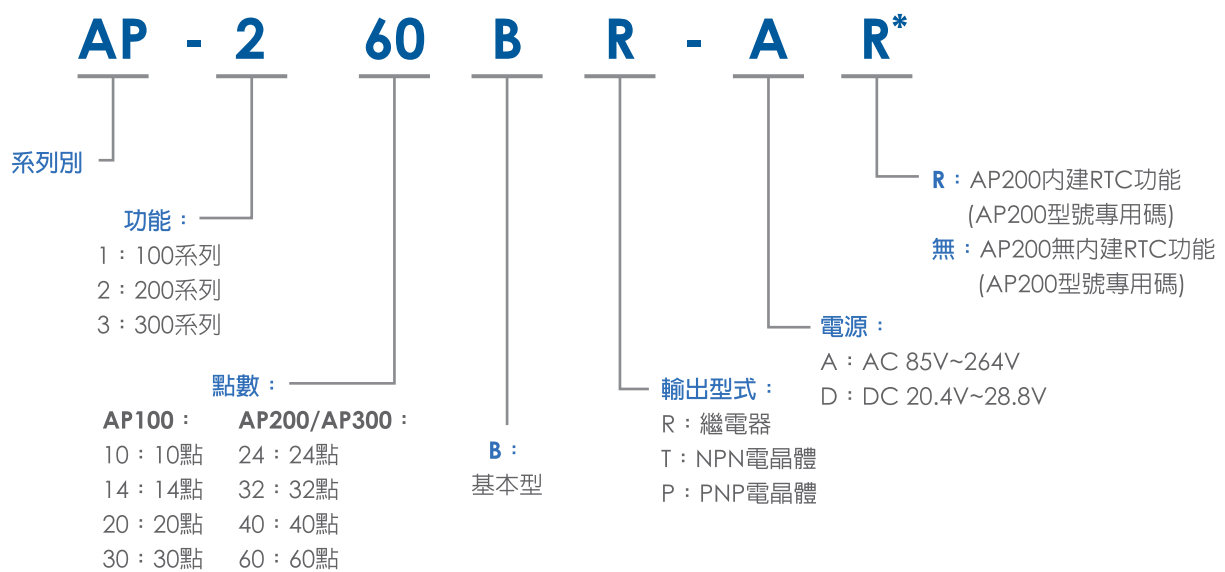 AP - 2 60 B R - A R*
系列別
功能：
1：100系列
2：200系列
3：300系列
點數：
AP100：
10：10點
14：14點
20：20點
30：30點
AP200/AP300：
24：24點
32：32點
40：40點
60：60點
B：
基本型
輸出型式：
R：繼電器
T：NPN電晶體
P：PNP電晶體
電源：
A：AC 85V~264V
D：DC 20.4V~28.8V
R：AP200內建RTC功能
(AP200型號專用碼)
無：AP200無內建RTC功能
(AP200型號專用碼)